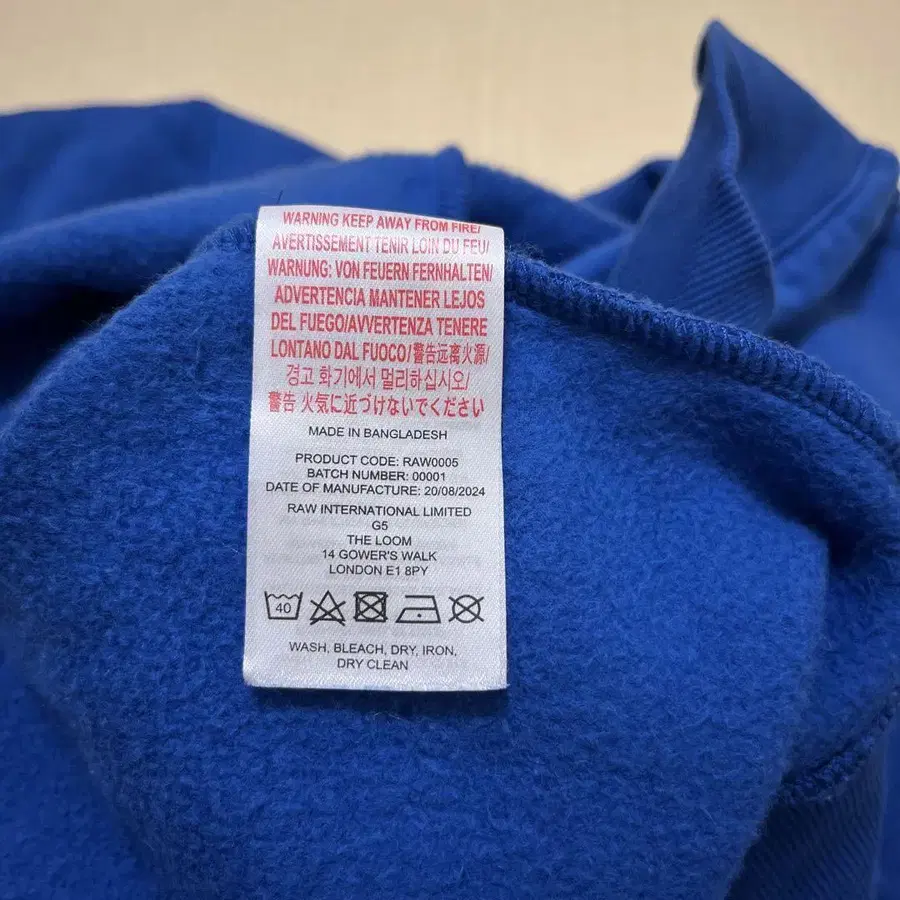 WARNING KEEP AWAY FROM FIRE/
AVERTISSEMENT TENIR LOIN DU FEU/
WARNUNG: VON FEUERN FERNHALTEN/
ADVERTENCIA MANTENER LEJOS
DEL FUEGO/AVVERTENZA TENERE
LONTANO DAL FUOCO/警告远离火源/
경고 화기에서 멀리하십시오/
警告 火気に近づけないでください
MADE IN BANGLADESH
PRODUCT CODE: RAW0005
BATCH NUMBER: 00001
DATE OF MANUFACTURE: 20/08/2024
RAW INTERNATIONAL LIMITED
G5
THE LOOM
14 GOWER'S WALK
LONDON E1 8PY
40
WASH, BLEACH, DRY, IRON,
DRY CLEAN